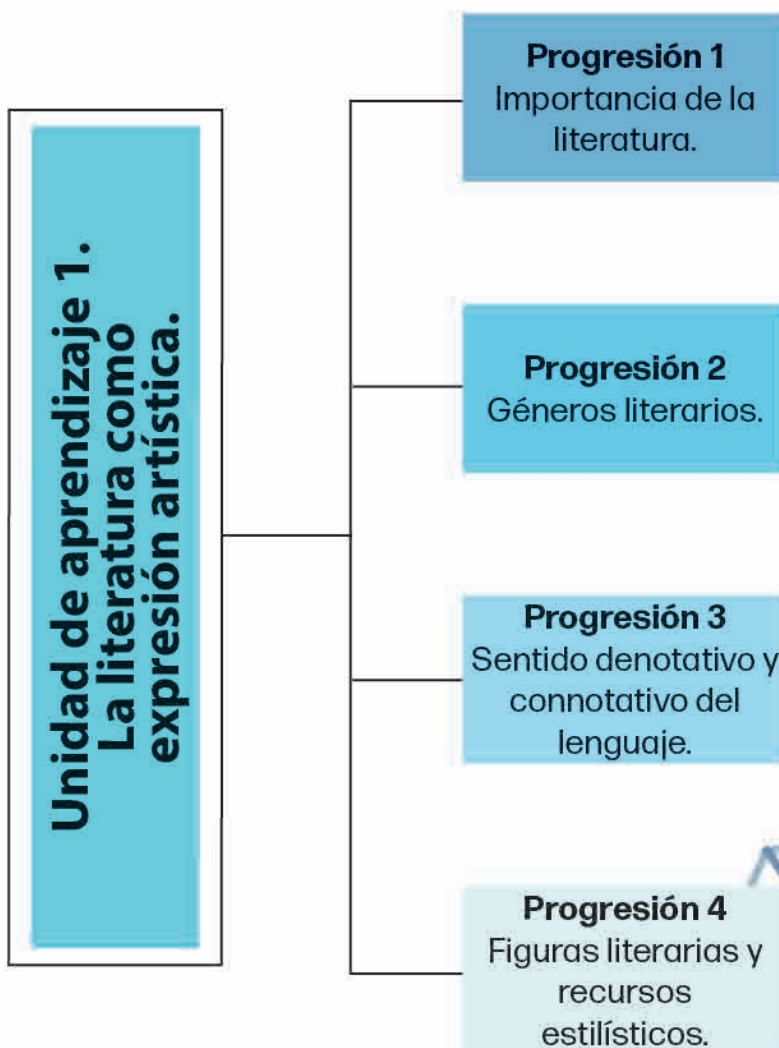 Unidad de aprendizaje 1.
La literatura como
expresión artística.
Progresión 1
Importancia de la
literatura.
Progresión 2
Géneros literarios.
Progresión 3
Sentido denotativo y
connotativo del
lenguaje.
Progresión 4
Figuras literarias y
recursos
estilísticos.